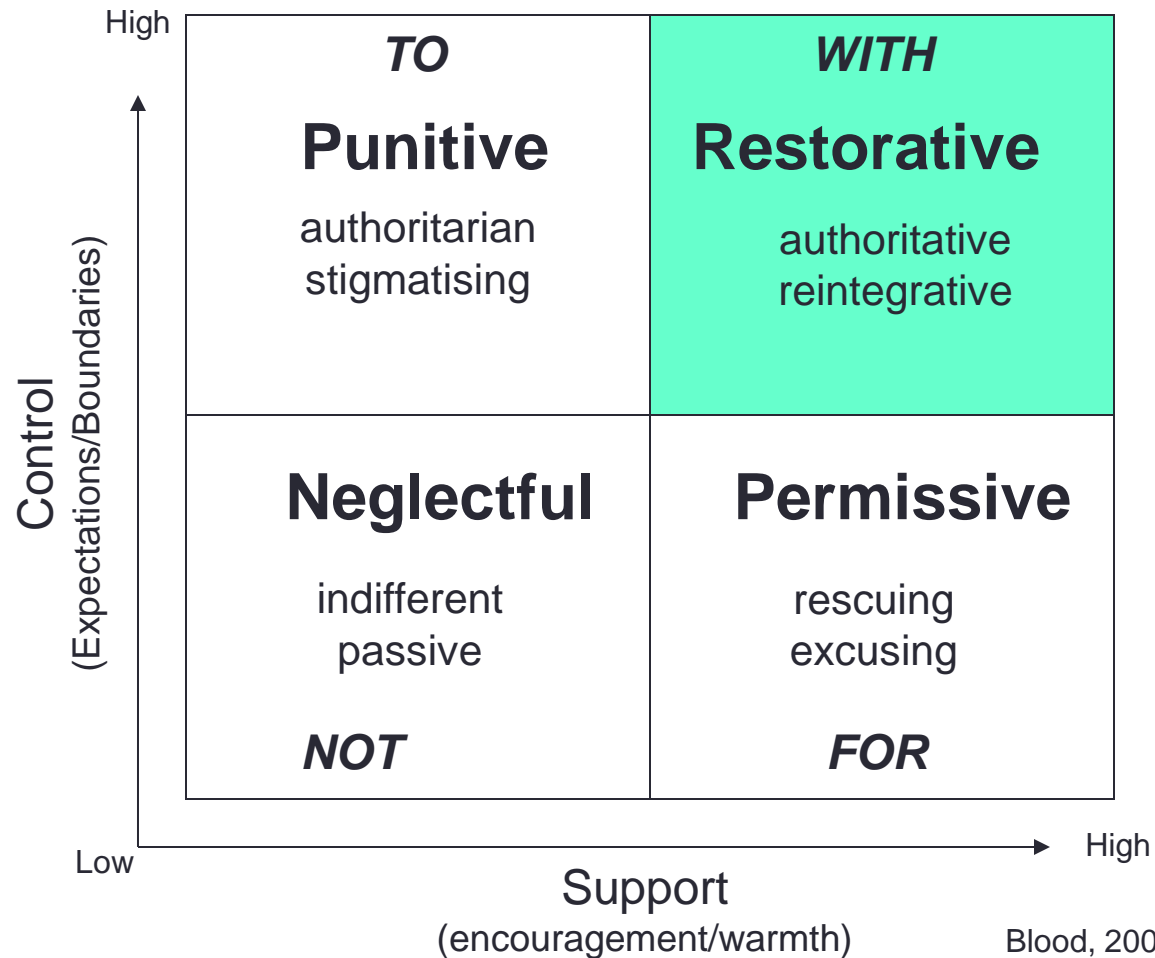 High
TO
WITH
Punitive
Restorative
authoritarian
stigmatising
authoritative
reintegrative
Control
(Expectations/Boundaries)
Neglectful
Permissive
indifferent
passive
rescuing
excusing
NOT
FOR
Low
High
Support
(encouragement/warmth)
Blood,